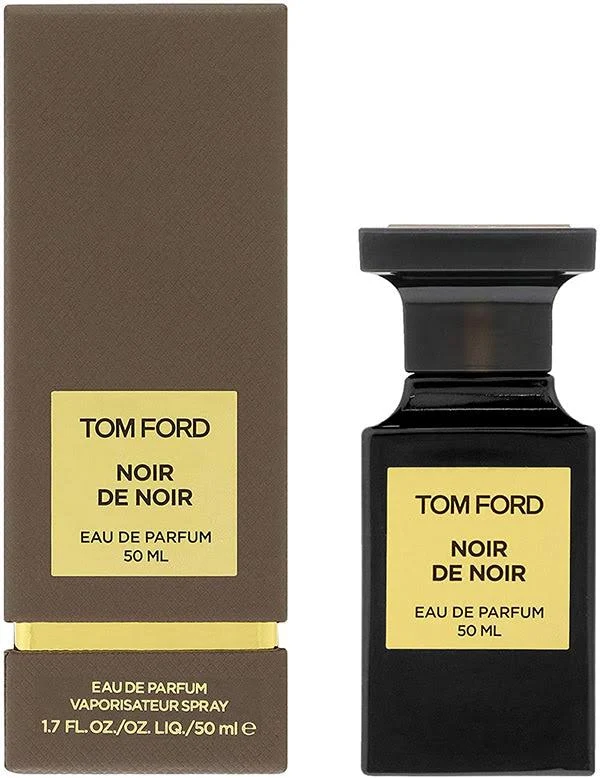 TOM FORD
NOIR
DE NOIR
EAU DE PARFUM
50 ML
EAU DE PARFUM
VAPORISATEUR SPRAY
1.7 FL.OZ./OZ. LIQ./50 ml e
TOM FORD
NOIR
DE NOIR
EAU DE PARFUM
50 ML